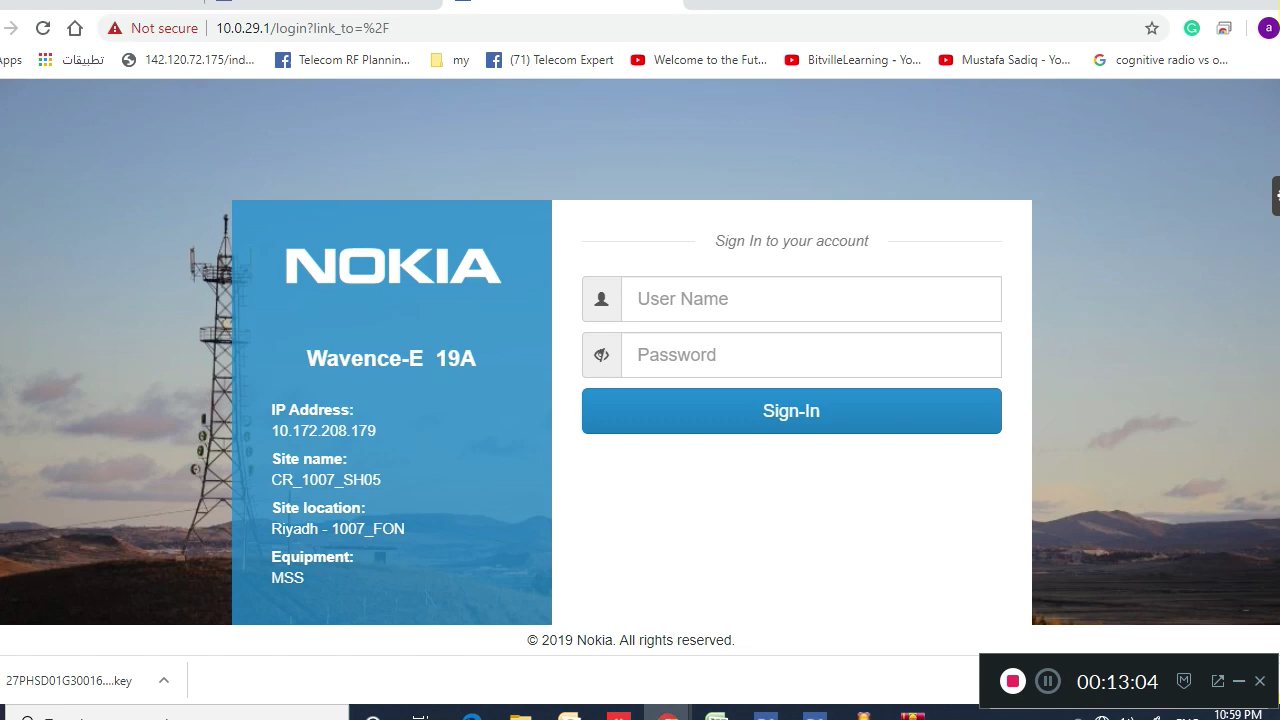 Not secure 10.0.29.1/login?link_to=%2F
a
Apps تطبيقات 142.120.72.175/ind... Telecom RF Plannin... my (71) Telecom Expert Welcome to the Fut... BitvilleLearning - Yo... Mustafa Sadiq - Yo... cognitive radio vs o...
NOKIA
Wavence-E 19A
IP Address:
10.172.208.179
Site name:
CR_1007_SH05
Site location:
Riyadh - 1007_FON
Equipment:
MSS
Sign In to your account
User Name
Password
Sign-In
© 2019 Nokia. All rights reserved.
27PHSD01G30016....key
00:13:04
10:59 PM